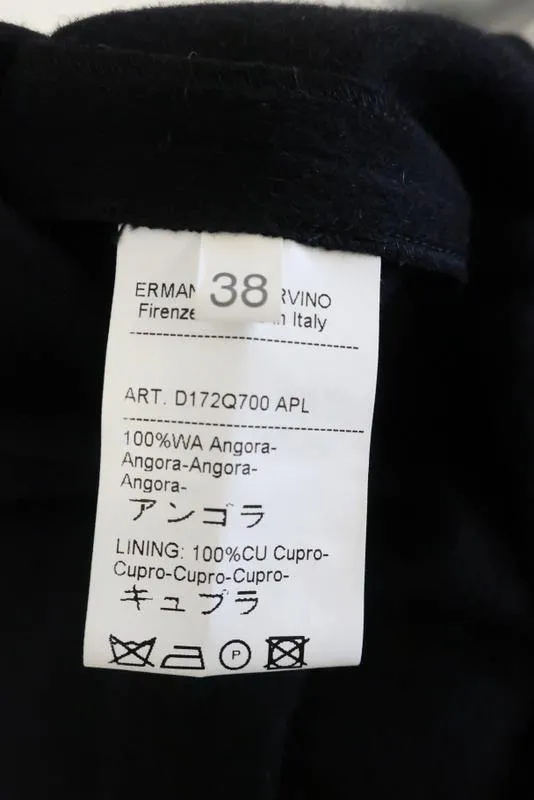 38
ERMAN RVINO
Firenze n Italy
ART. D172Q700 APL
100%WA Angora-
Angora-Angora-
Angora-
アンゴラ
LINING: 100%CU Cupro-
Cupro-Cupro-Cupro-
キュプラ
P